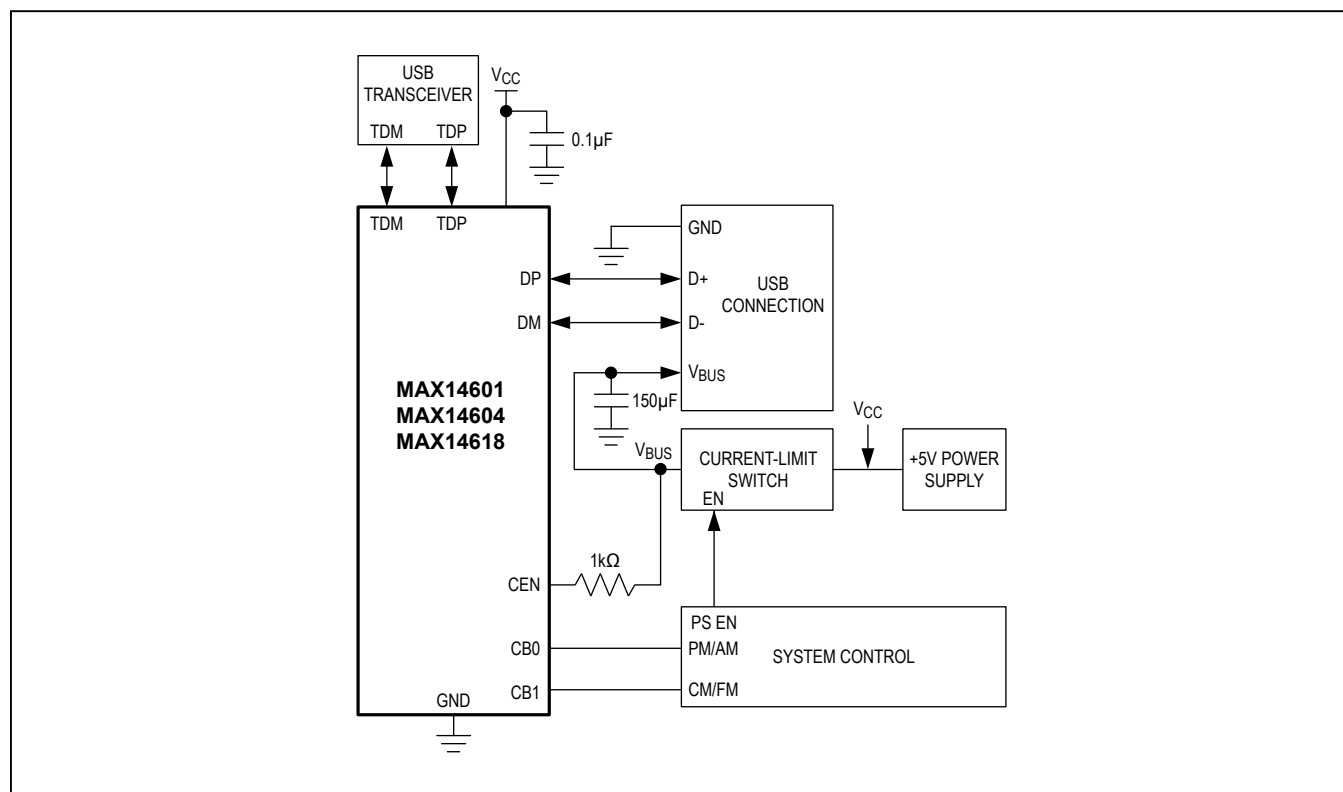 USB
TRANSCEIVER
TDM TDP
VCC
0.1µF
TDM TDP
DP
DM
MAX14601
MAX14604
MAX14618
CEN
CB0
CB1
GND
GND
D+
D-
VBUS
USB
CONNECTION
150µF
VBUS
CURRENT-LIMIT
SWITCH
EN
VCC
+5V POWER
SUPPLY
1kΩ
PS EN
PM/AM
CM/FM
SYSTEM CONTROL